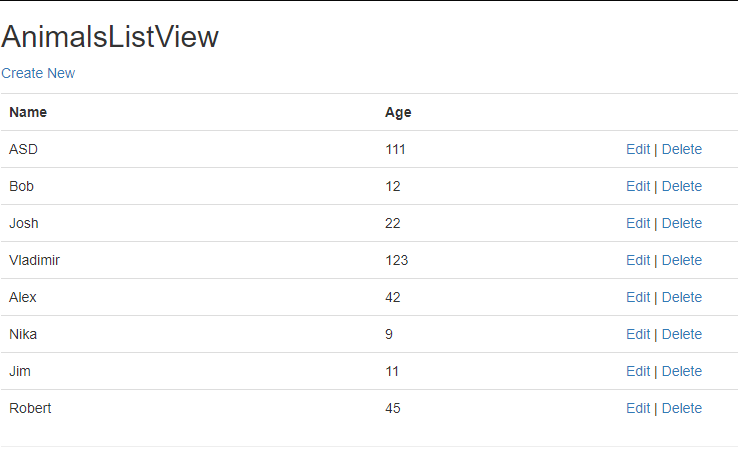 AnimalsListView
Create New
Name Age
ASD 111 Edit | Delete
Bob 12 Edit | Delete
Josh 22 Edit | Delete
Vladimir 123 Edit | Delete
Alex 42 Edit | Delete
Nika 9 Edit | Delete
Jim 11 Edit | Delete
Robert 45 Edit | Delete